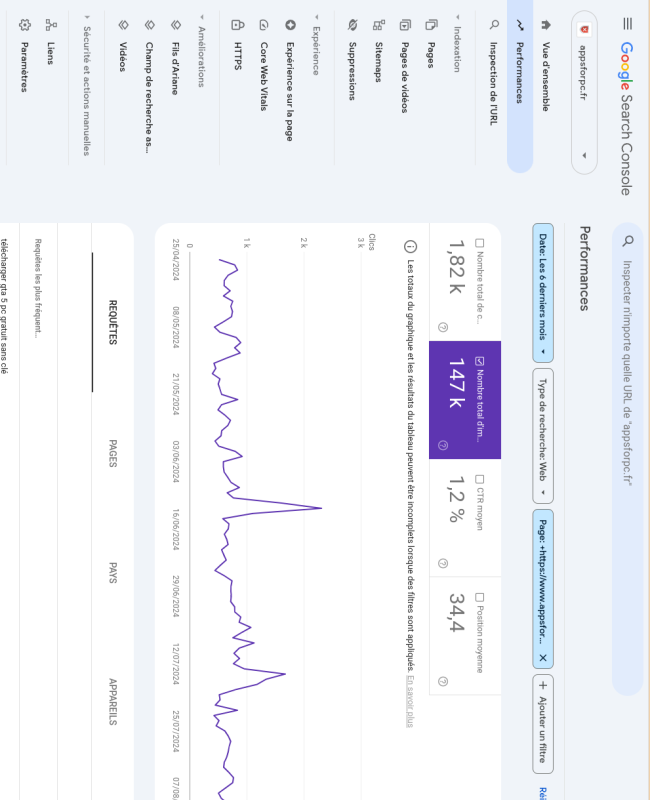 Google Search Console
Inspecter n'importe quelle URL de "appsforpc.fr"
appsforpc.fr
Vue d'ensemble
Performances
Inspection de l'URL
Indexation
Pages
Pages de vidéos
Sitemaps
Suppressions
Expérience
Expérience sur la page
Core Web Vitals
HTTPS
Améliorations
Fils d'Ariane
Champ de recherche as...
Vidéos
Sécurité et actions manuelles
Liens
Paramètres
Performances
Date: Les 6 derniers mois
Type de recherche: Web
Page: +https://www.appsfor...
Ajouter un filtre
Nombre total de c...
1,82 k
Nombre total d'im...
147 k
CTR moyen
1,2 %
Position moyenne
34,4
Les totaux du graphique et les résultats du tableau peuvent être incomplets lorsque des filtres sont appliqués. En savoir plus
Clics
3 k
2 k
1 k
0
25/04/2024 08/05/2024 21/05/2024 03/06/2024 16/06/2024 29/06/2024 12/07/2024 25/07/2024 07/08/
REQUÊTES PAGES PAYS APPAREILS
Requêtes les plus fréquent...
télécharger gta 5 pc gratuit sans clé